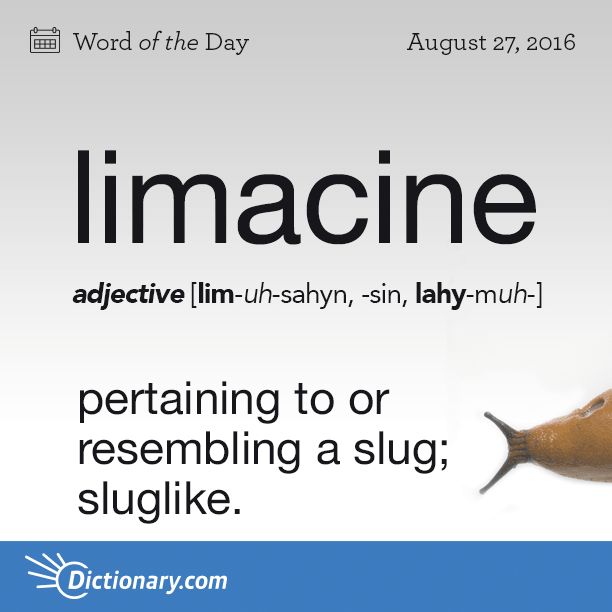 Word of the Day
August 27, 2016
limacine
adjective [lim-uh-sahyn, -sin, lahy-muh-]
pertaining to or
resembling a slug;
sluglike.
Dictionary.com